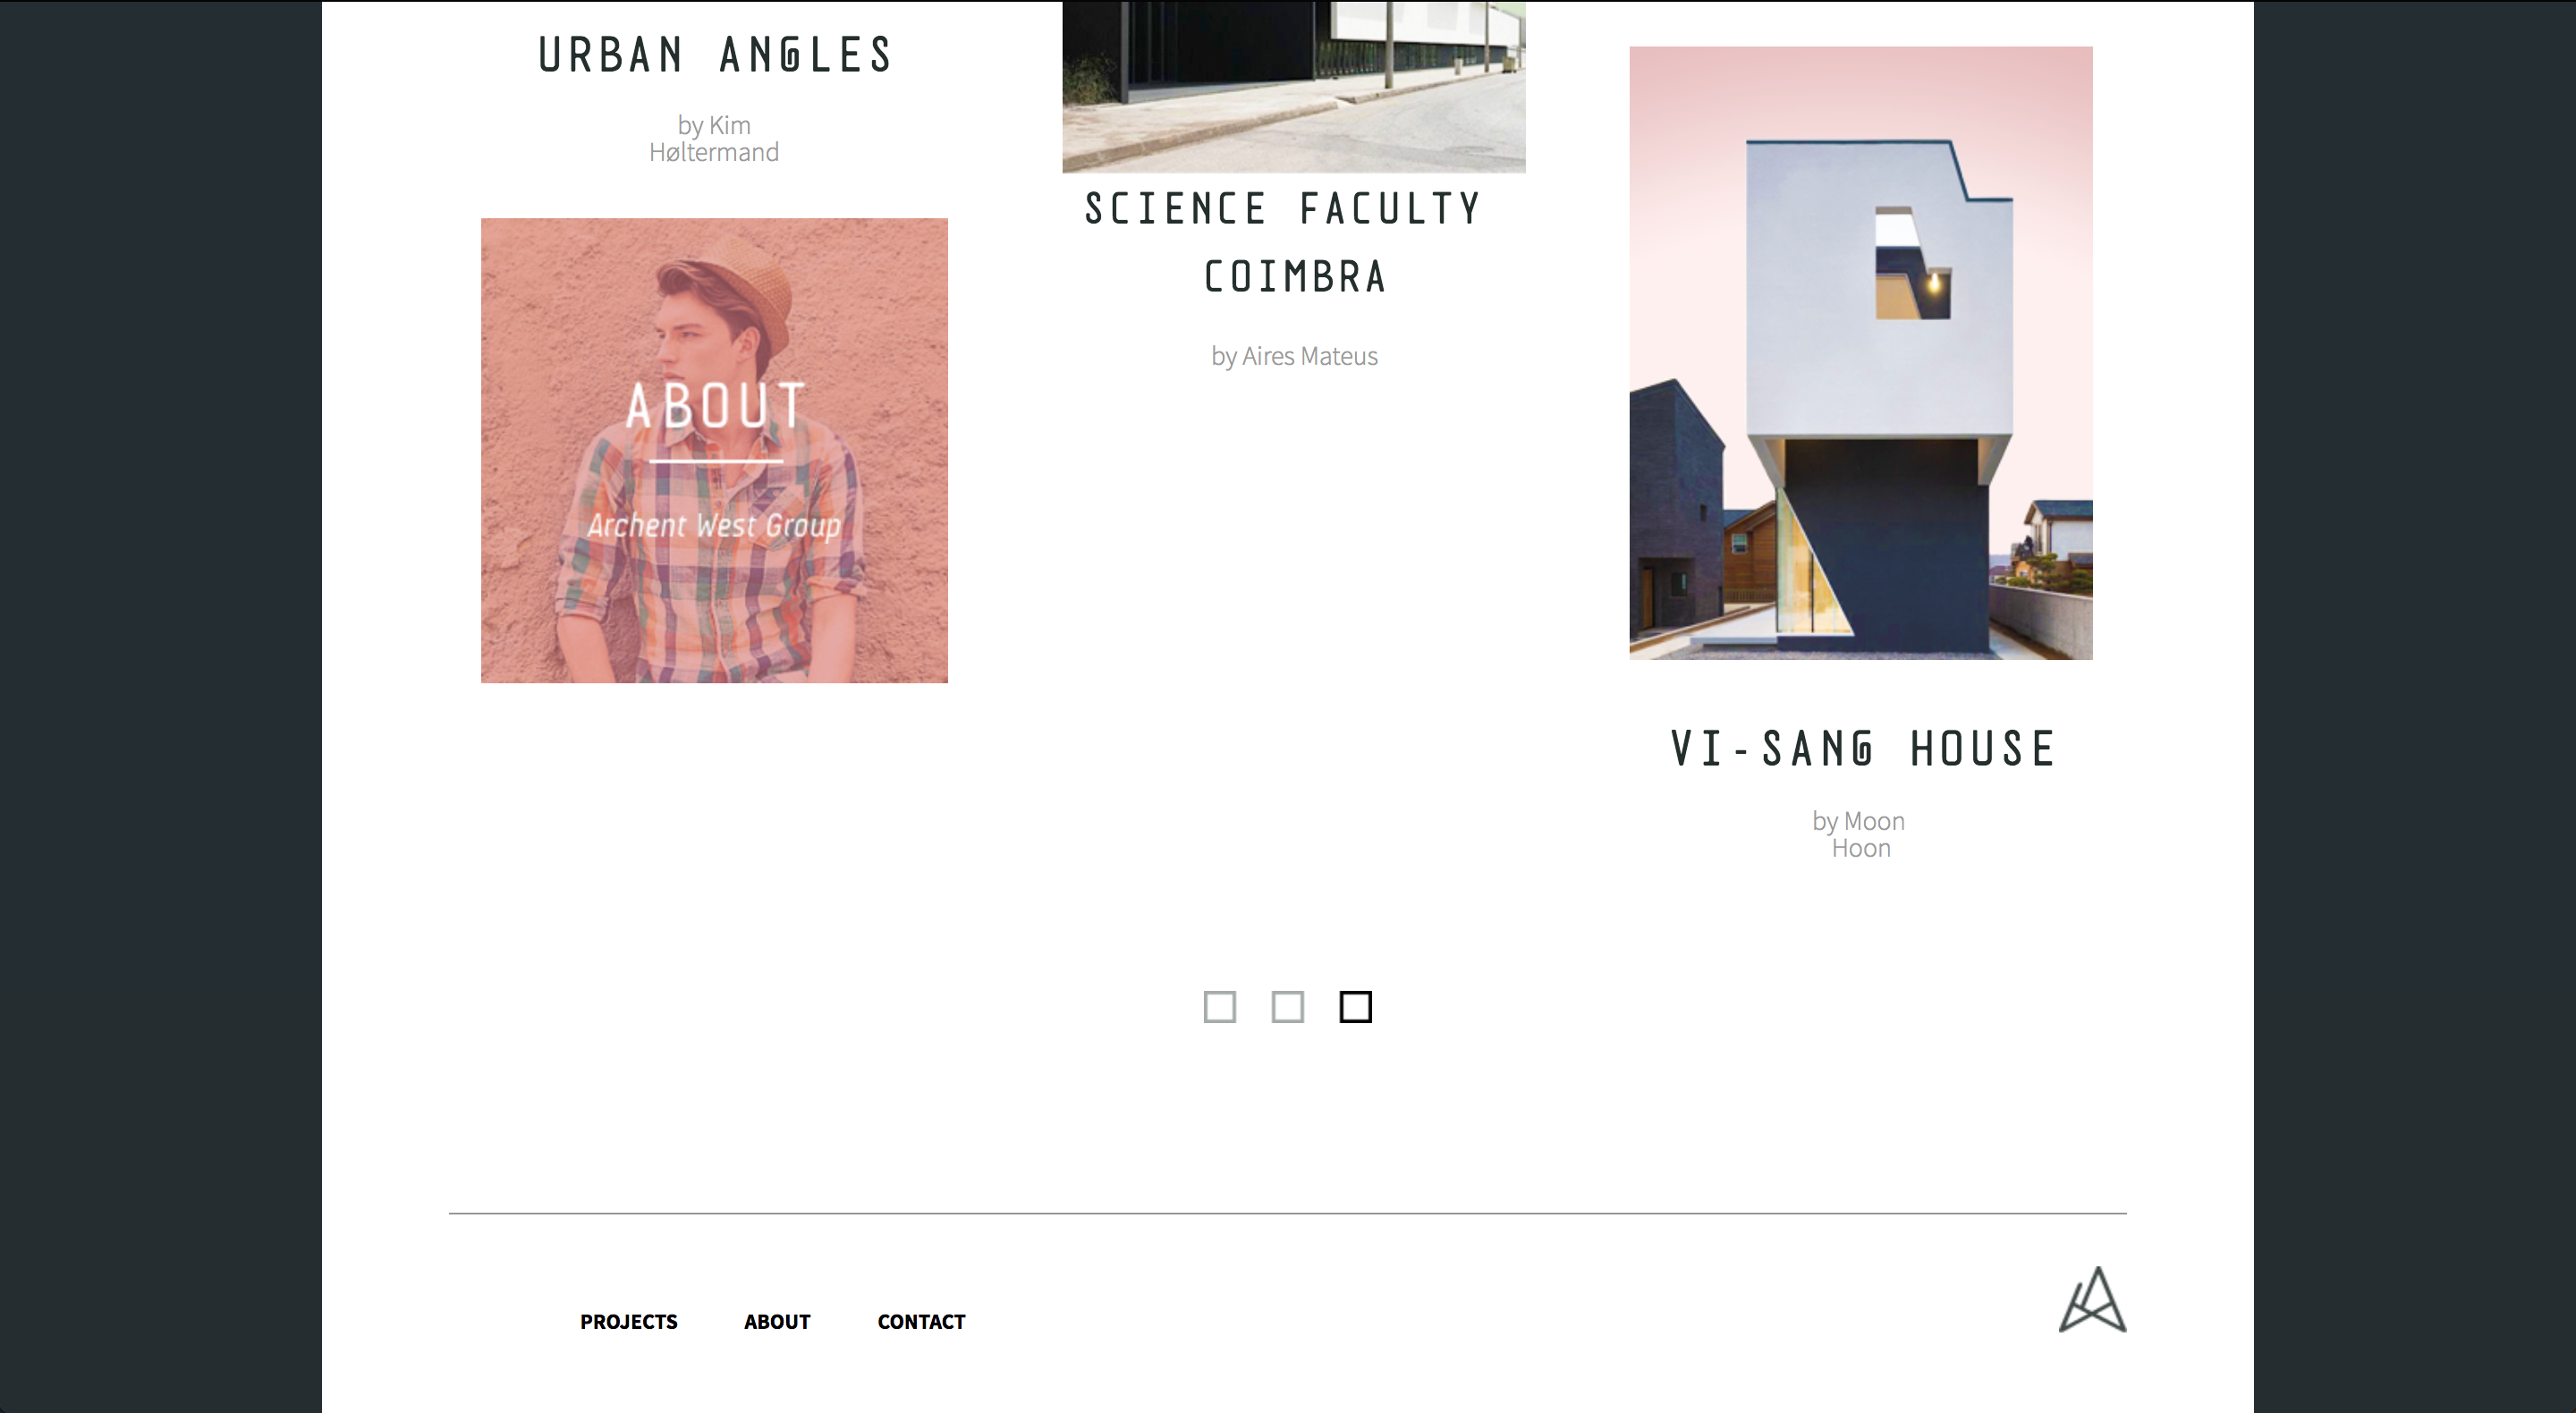 URBAN ANGLES
by Kim
Høltermand
ABOUT
Archent West Group
SCIENCE FACULTY
COIMBRA
by Aires Mateus
VI-SANG HOUSE
by Moon
Hoon
PROJECTS ABOUT CONTACT